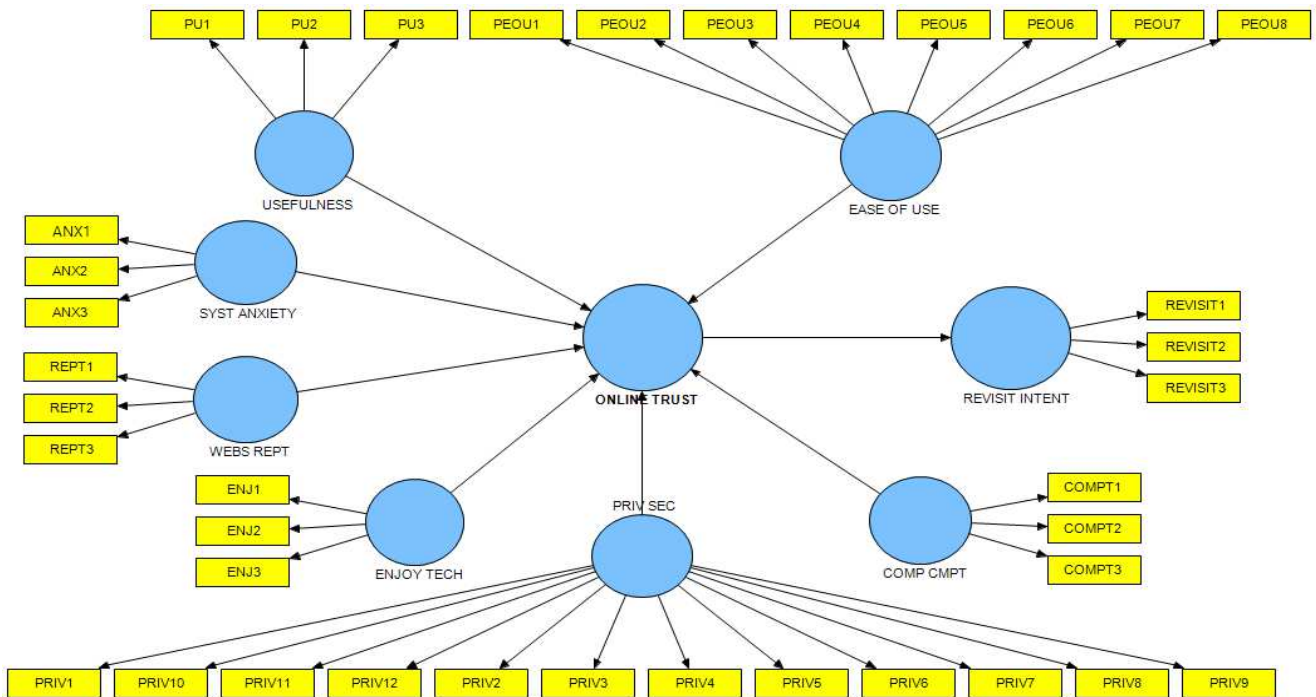 PU1
PU2
PU3
PEOU1
PEOU2
PEOU3
PEOU4
PEOU5
PEOU6
PEOU7
PEOU8
USEFULNESS
EASE OF USE
ANX1
ANX2
ANX3
SYST ANXIETY
REVISIT1
REVISIT2
REVISIT3
REVISIT INTENT
ONLINE TRUST
REPT1
REPT2
REPT3
WEBS REPT
ENJ1
ENJ2
ENJ3
ENJOY TECH
PRIV SEC
COMPT1
COMPT2
COMPT3
COMP CMPT
PRIV1
PRIV10
PRIV11
PRIV12
PRIV2
PRIV3
PRIV4
PRIV5
PRIV6
PRIV7
PRIV8
PRIV9